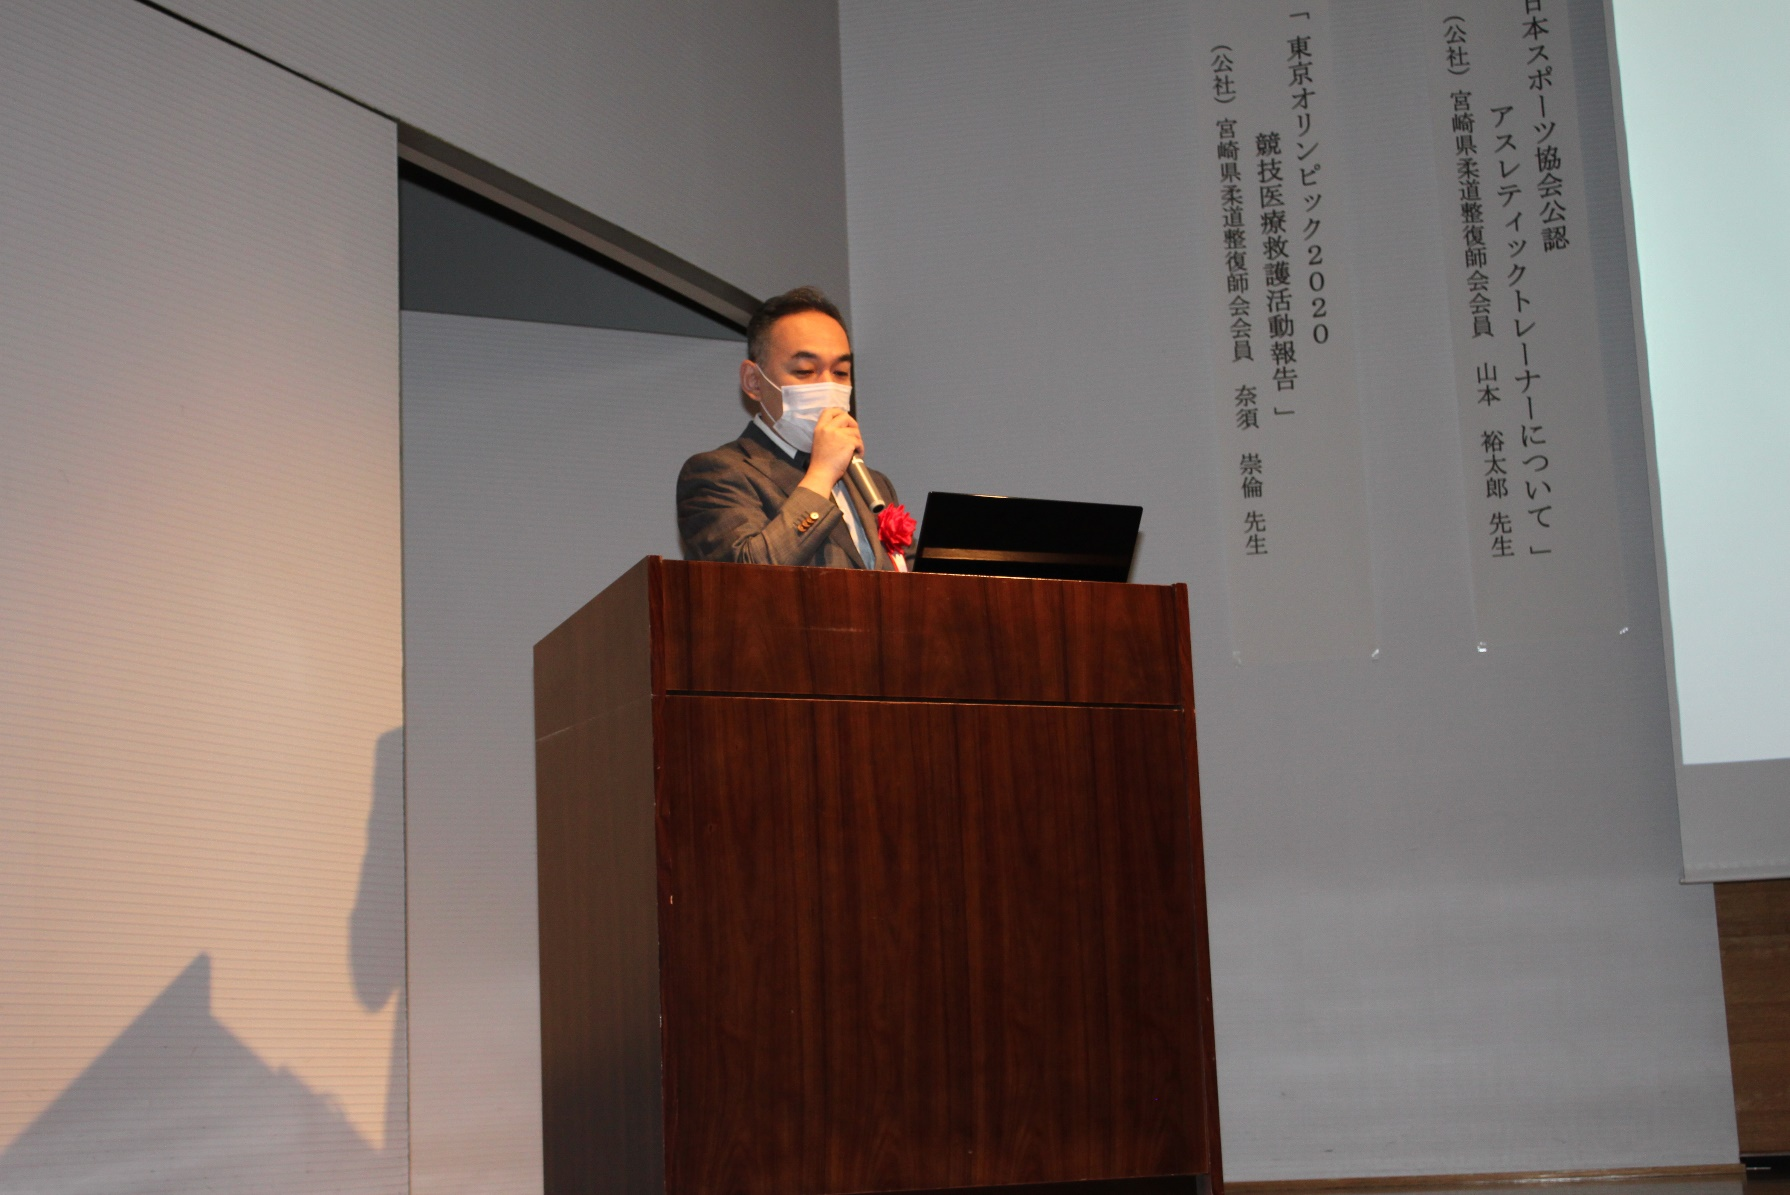 日本スポーツ協会公認
アスレティックトレーナーについて」
(公社) 宮崎県柔道整復師会会員 山本 裕太郎 先生
「東京オリンピック2020
競技医療救護活動報告」
(公社) 宮崎県柔道整復師会会員 奈須 崇倫 先生